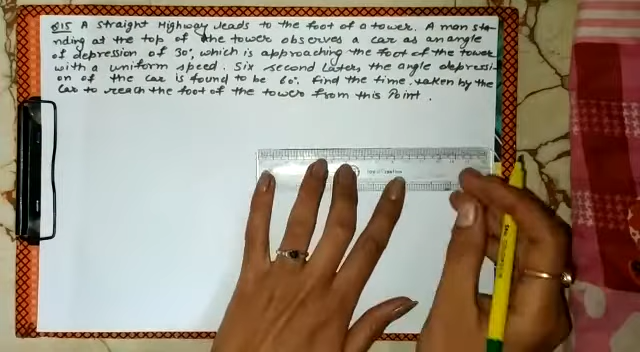 Q15 A Straight Highway leads to the foot of a tower. A man sta-
nding at the top of the tower observes a car as an angle
of depression of 30°, which is approaching the foot of the tower
with a uniform speed. Six second later, the angle depressi-
on of the car is found to be 60°. find the time taken by the
Car to reach the foot of the tower from this Point.